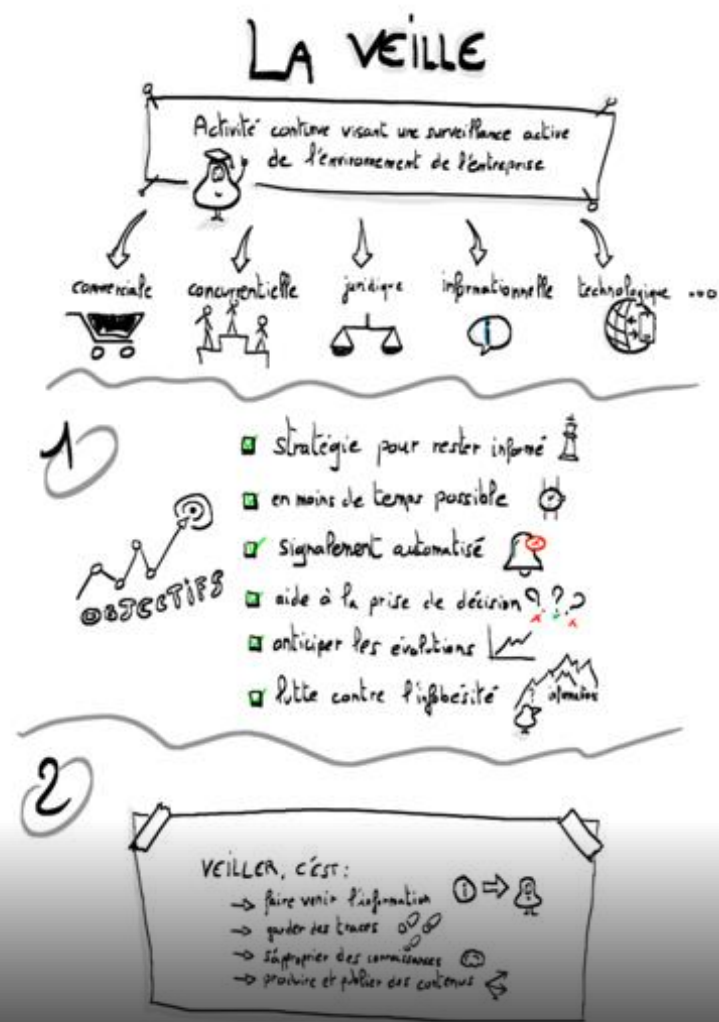 LA VEILLE
Activité continue visant une surveillance active
de l'environement de l'entreprise
commerciale concurrentielle juridique informationnelle technologique ...
1
OBJECTIFS
stratégie pour rester informé
en moins de temps possible
signalement automatisé
aide à la prise de décision ? ? ?
anticiper les évolutions
lutte contre l'infobésité
information
2
VEILLER, C'EST :
→ faire venir l'information
→ garder des traces
→ s'approprier des connaissances
→ produire et publier des contenus